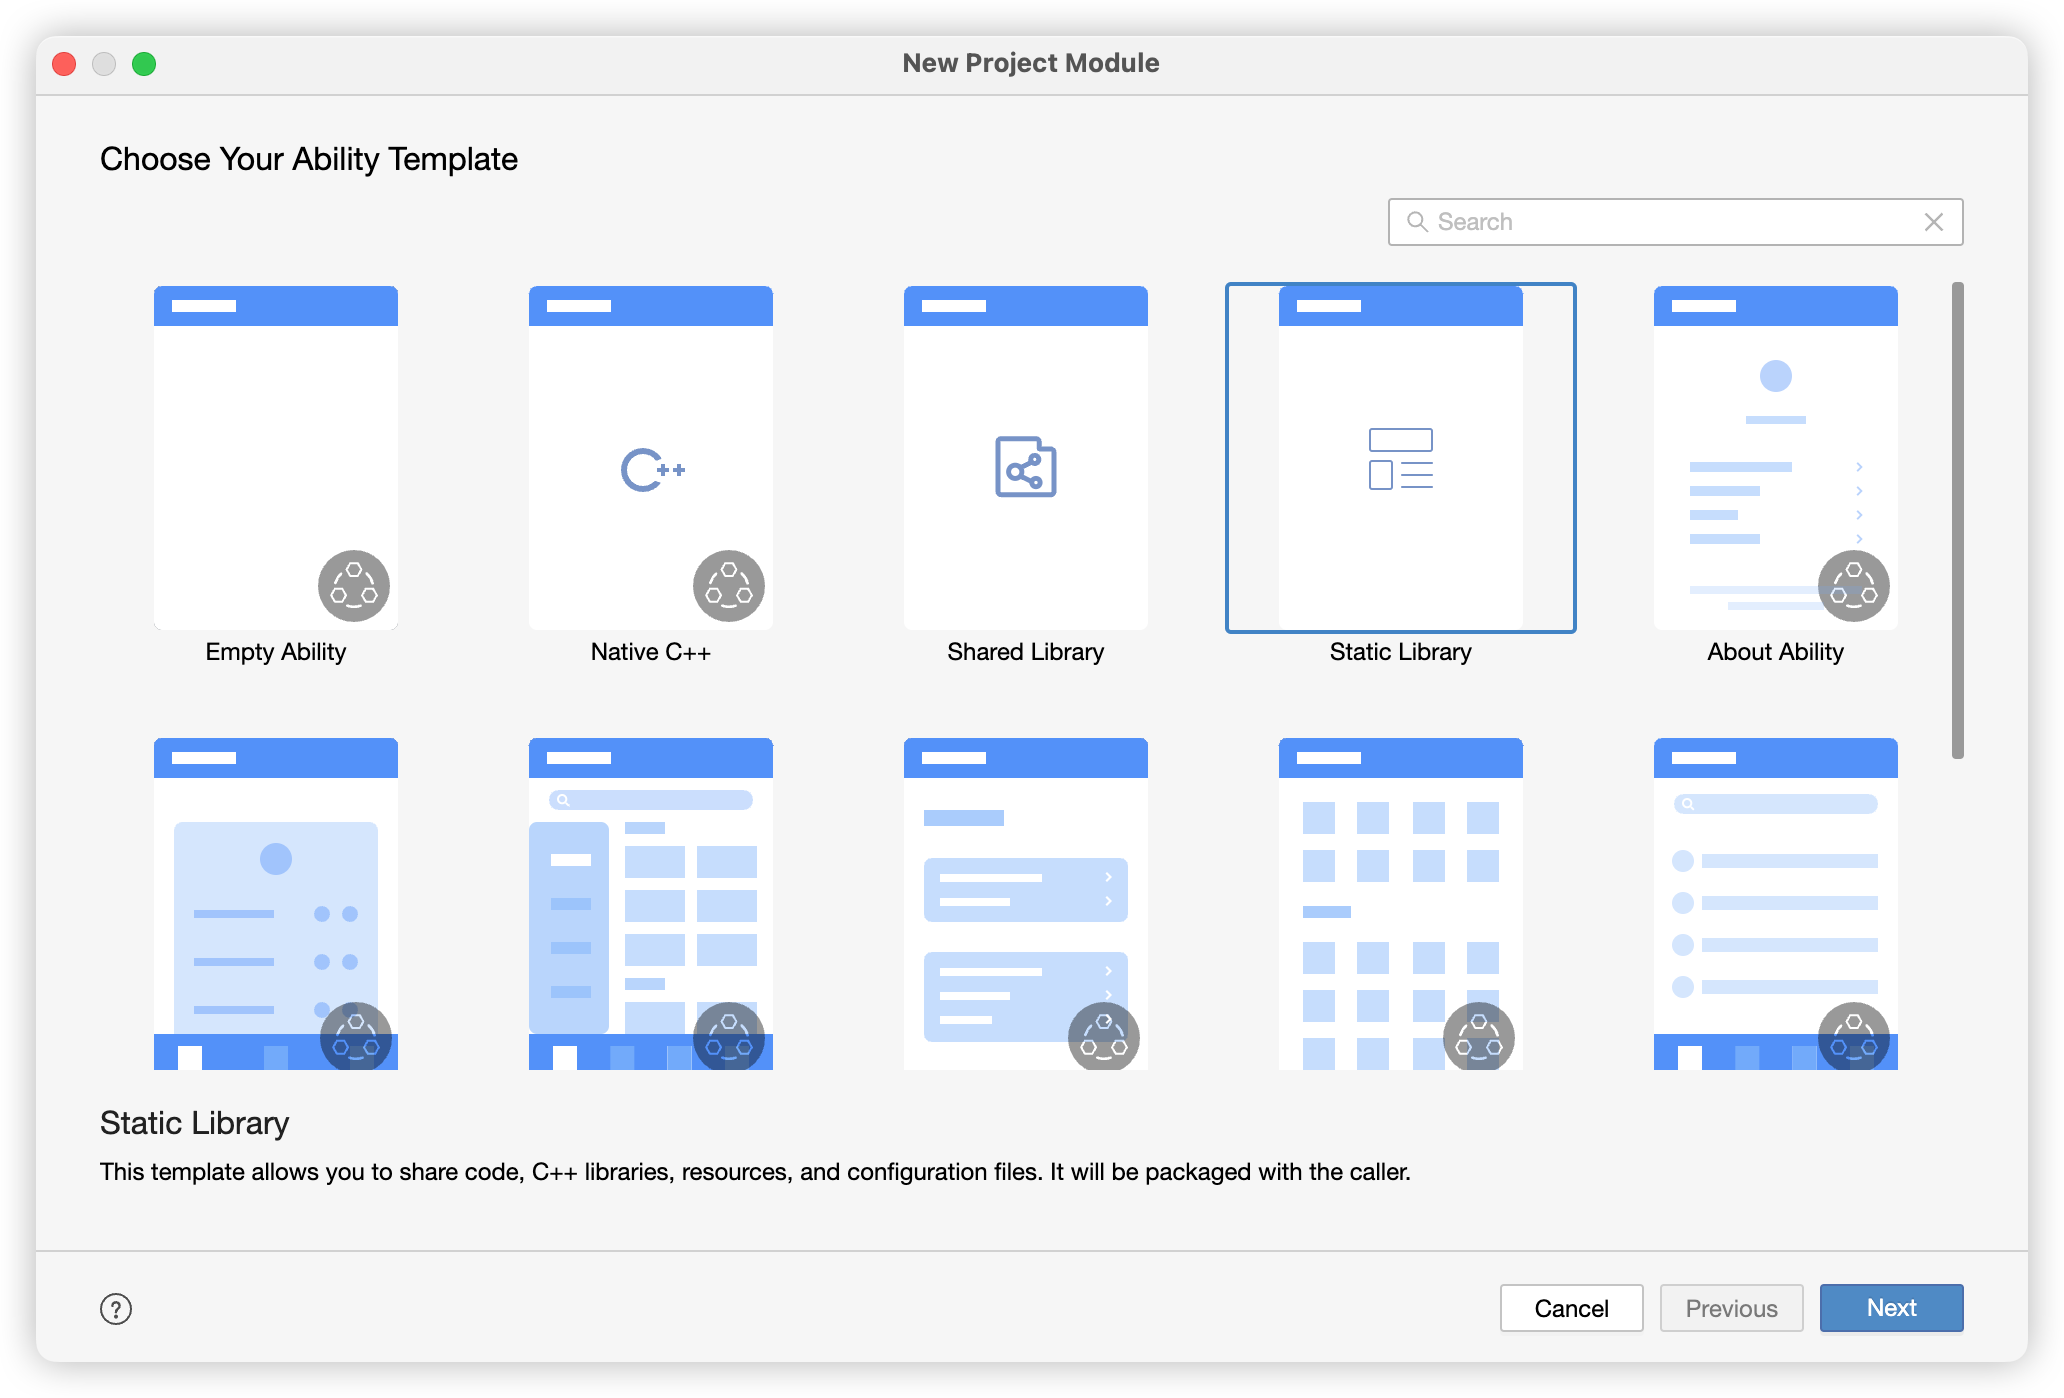 New Project Module
Choose Your Ability Template
Search
C++
Empty Ability
Native C++
Shared Library
Static Library
About Ability
Static Library
This template allows you to share code, C++ libraries, resources, and configuration files. It will be packaged with the caller.
?
Cancel
Previous
Next